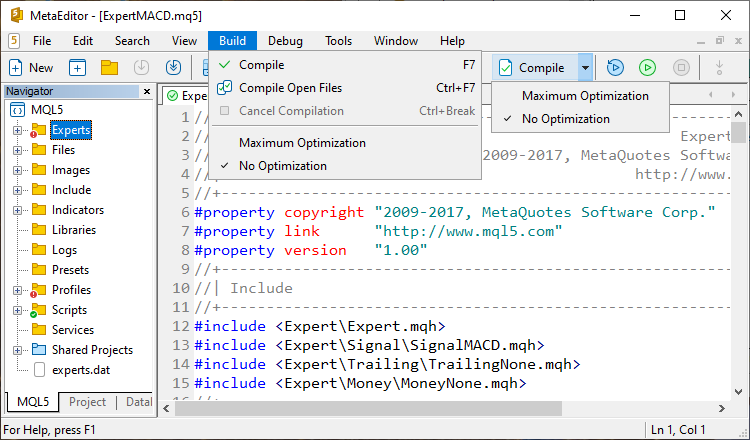 MetaEditor - [ExpertMACD.mq5]
5 File Edit Search View Build Debug Tools Window Help
New
Compile
Navigator
MQL5
Experts
Files
Images
Include
Indicators
Libraries
Logs
Presets
Profiles
Scripts
Services
Shared Projects
experts.dat
MQL5 Project Datal
Compile F7
Compile Open Files Ctrl+F7
Cancel Compilation Ctrl+Break
Maximum Optimization
No Optimization
Maximum Optimization
No Optimization
Expe
1 //
2 // Expert
3 // 2009-2017, MetaQuotes Softwa
4 // http://www.
5 //+------------------------------------------------
6 #property copyright "2009-2017, MetaQuotes Software Corp."
7 #property link "http://www.mql5.com"
8 #property version "1.00"
9 //+------------------------------------------------
10 //| Include
11 //+------------------------------------------------
12 #include <Expert\Expert.mqh>
13 #include <Expert\Signal\SignalMACD.mqh>
14 #include <Expert\Trailing\TrailingNone.mqh>
15 #include <Expert\Money\MoneyNone.mqh>
For Help, press F1
Ln 1, Col 1